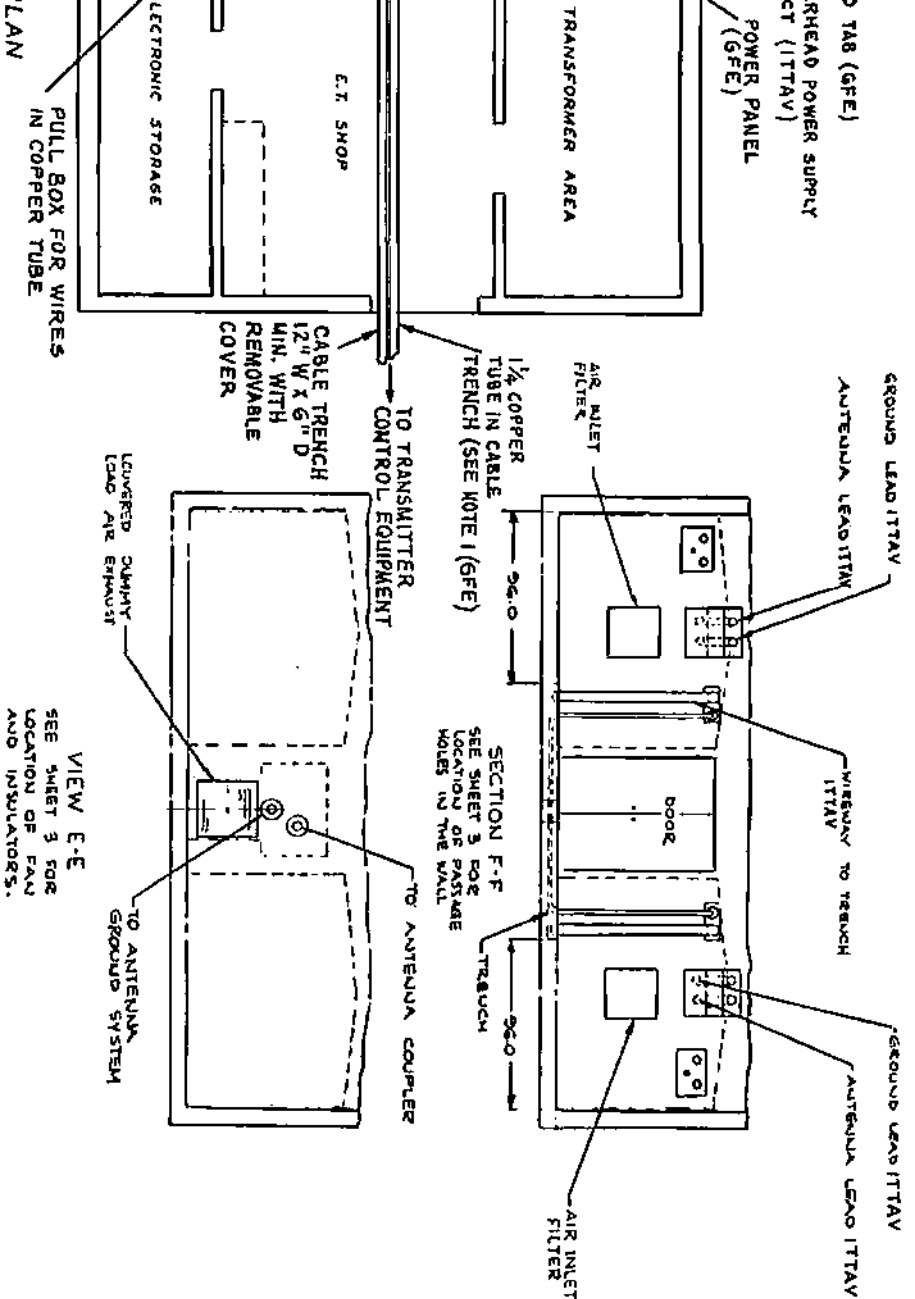 D TAB (GFE)
RHEAD POWER SUPPLY
CT (ITTAV)
POWER PANEL
(GFE)
TRANSFORMER AREA
E.T. SHOP
LECTRONIC STORAGE
PULL BOX FOR WIRES
IN COPPER TUBE
PLAN
1¼ COPPER
TUBE IN CABLE
TRENCH (SEE NOTE 1 (GFE)
TO TRANSMITTER
CONTROL EQUIPMENT
CABLE TRENCH
12" W X 6" D
MIN. WITH
REMOVABLE
COVER
GROUND LEAD ITTAV
ANTENNA LEAD ITTAV
AIR INLET
FILTER
WIREWAY TO TRENCH
ITTAV
GROUND LEAD ITTAV
ANTENNA LEAD ITTAV
AIR INLET
FILTER
DOOR
96.0
96.0
TRENCH
SECTION F-F
SEE SHEET 3 FOR
LOCATION OF PASSAGE
HOLES IN THE WALL
TO ANTENNA COUPLER
TO ANTENNA
GROUND SYSTEM
LOUVERED DUMMY
LOAD AIR EXHAUST
VIEW E-E
SEE SHEET 3 FOR
LOCATION OF FAN
AND INSULATORS.